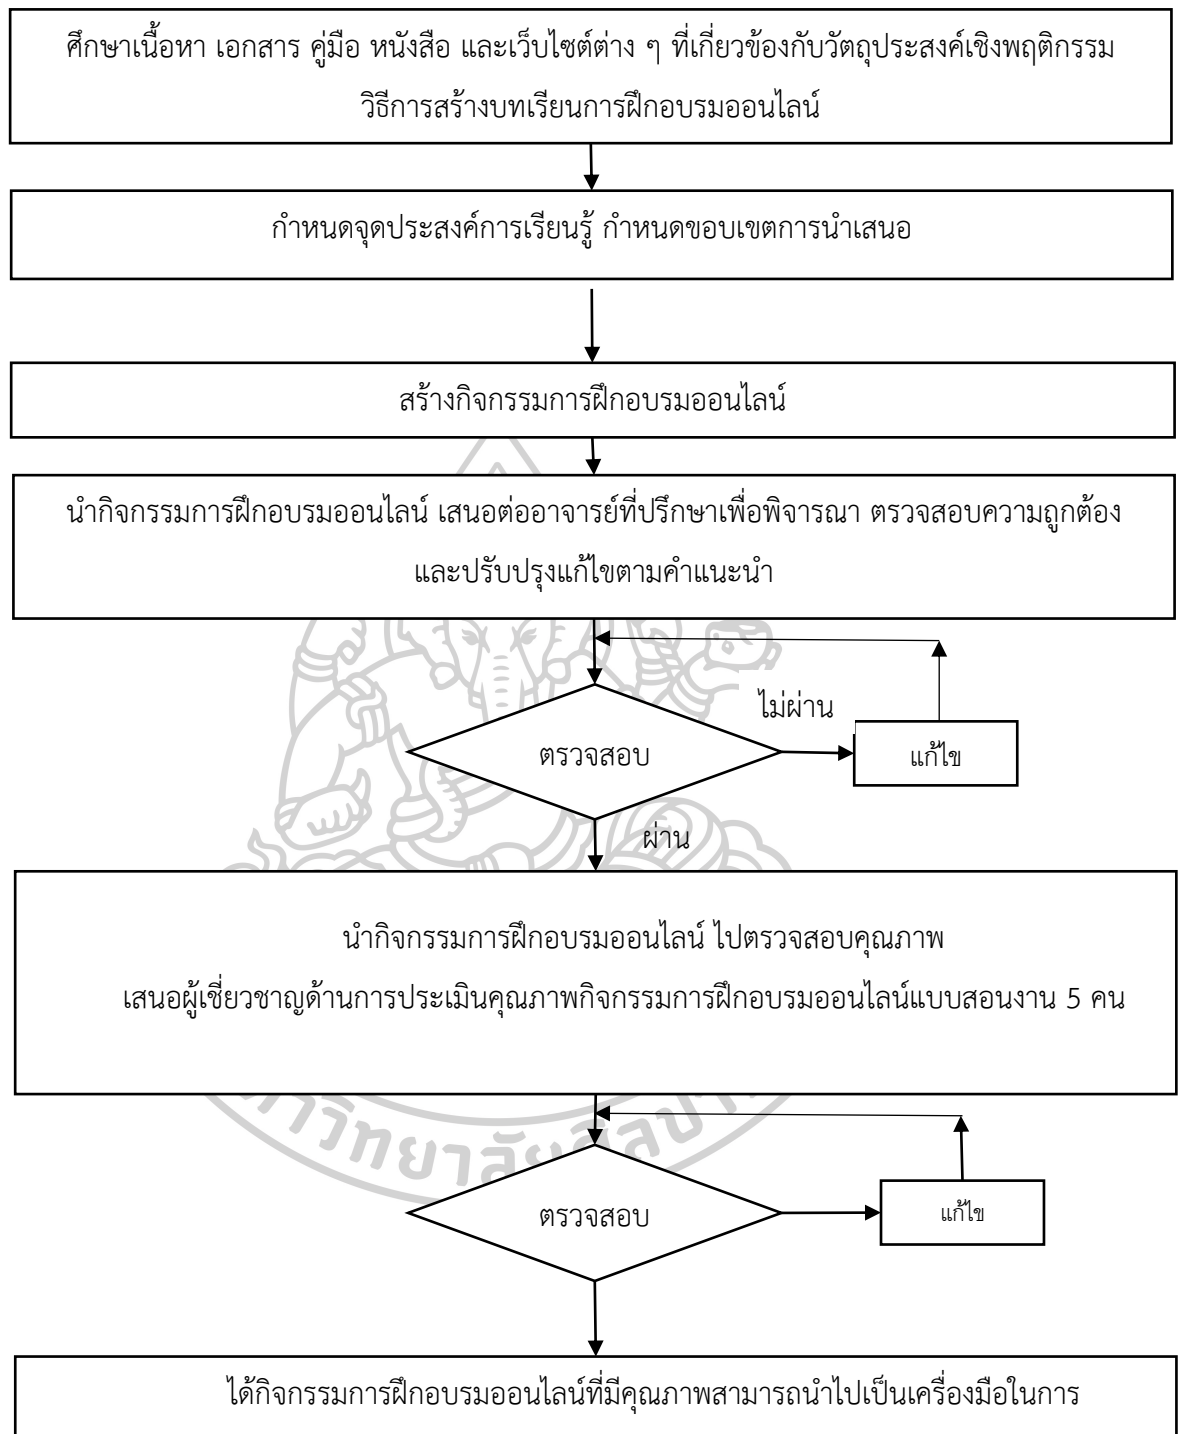 ศึกษาเนื้อหา เอกสาร คู่มือ หนังสือ และเว็บไซต์ต่าง ๆ ที่เกี่ยวข้องกับวัตถุประสงค์เชิงพฤติกรรม
วิธีการสร้างบทเรียนการฝึกอบรมออนไลน์
กำหนดจุดประสงค์การเรียนรู้ กำหนดขอบเขตการนำเสนอ
สร้างกิจกรรมการฝึกอบรมออนไลน์
นำกิจกรรมการฝึกอบรมออนไลน์ เสนอต่ออาจารย์ที่ปรึกษาเพื่อพิจารณา ตรวจสอบความถูกต้อง
และปรับปรุงแก้ไขตามคำแนะนำ
ไม่ผ่าน
ตรวจสอบ
แก้ไข
ผ่าน
นำกิจกรรมการฝึกอบรมออนไลน์ ไปตรวจสอบคุณภาพ
เสนอผู้เชี่ยวชาญด้านการประเมินคุณภาพกิจกรรมการฝึกอบรมออนไลน์แบบสอนงาน 5 คน
ตรวจสอบ
แก้ไข
ได้กิจกรรมการฝึกอบรมออนไลน์ที่มีคุณภาพสามารถนำไปเป็นเครื่องมือในการ